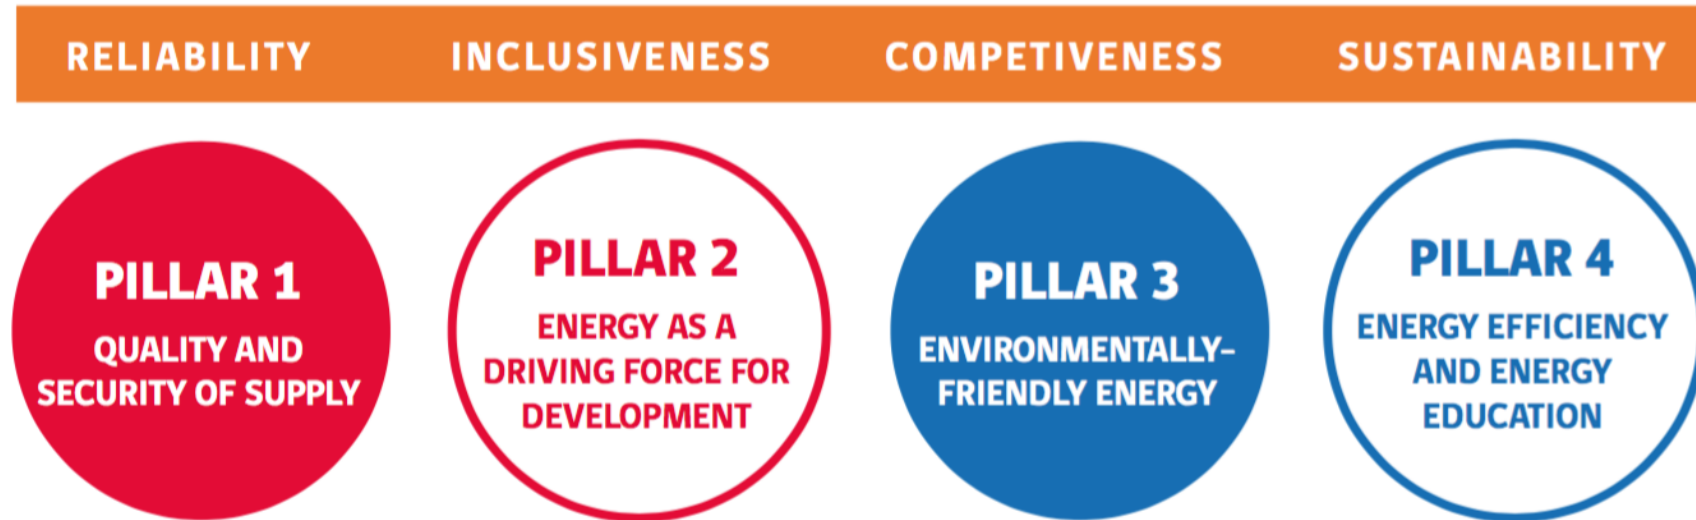 RELIABILITY INCLUSIVENESS COMPETIVENESS SUSTAINABILITY
PILLAR 1
QUALITY AND
SECURITY OF SUPPLY
PILLAR 2
ENERGY AS A
DRIVING FORCE FOR
DEVELOPMENT
PILLAR 3
ENVIRONMENTALLY–
FRIENDLY ENERGY
PILLAR 4
ENERGY EFFICIENCY
AND ENERGY
EDUCATION